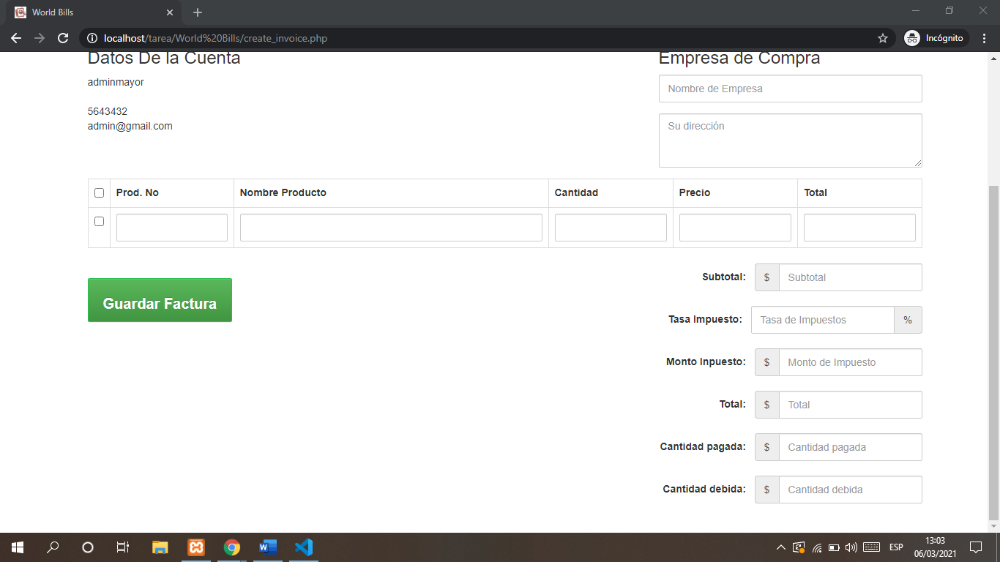 World Bills
localhost/tarea/World%20Bills/create_invoice.php
Incógnito
Datos De la Cuenta
adminmayor
5643432
admin@gmail.com
Empresa de Compra
Nombre de Empresa
Su dirección
Prod. No Nombre Producto Cantidad Precio Total
Guardar Factura
Subtotal: $ Subtotal
Tasa Impuesto: Tasa de Impuestos %
Monto Inpuesto: $ Monto de Impuesto
Total: $ Total
Cantidad pagada: $ Cantidad pagada
Cantidad debida: $ Cantidad debida
ESP
13:03
06/03/2021